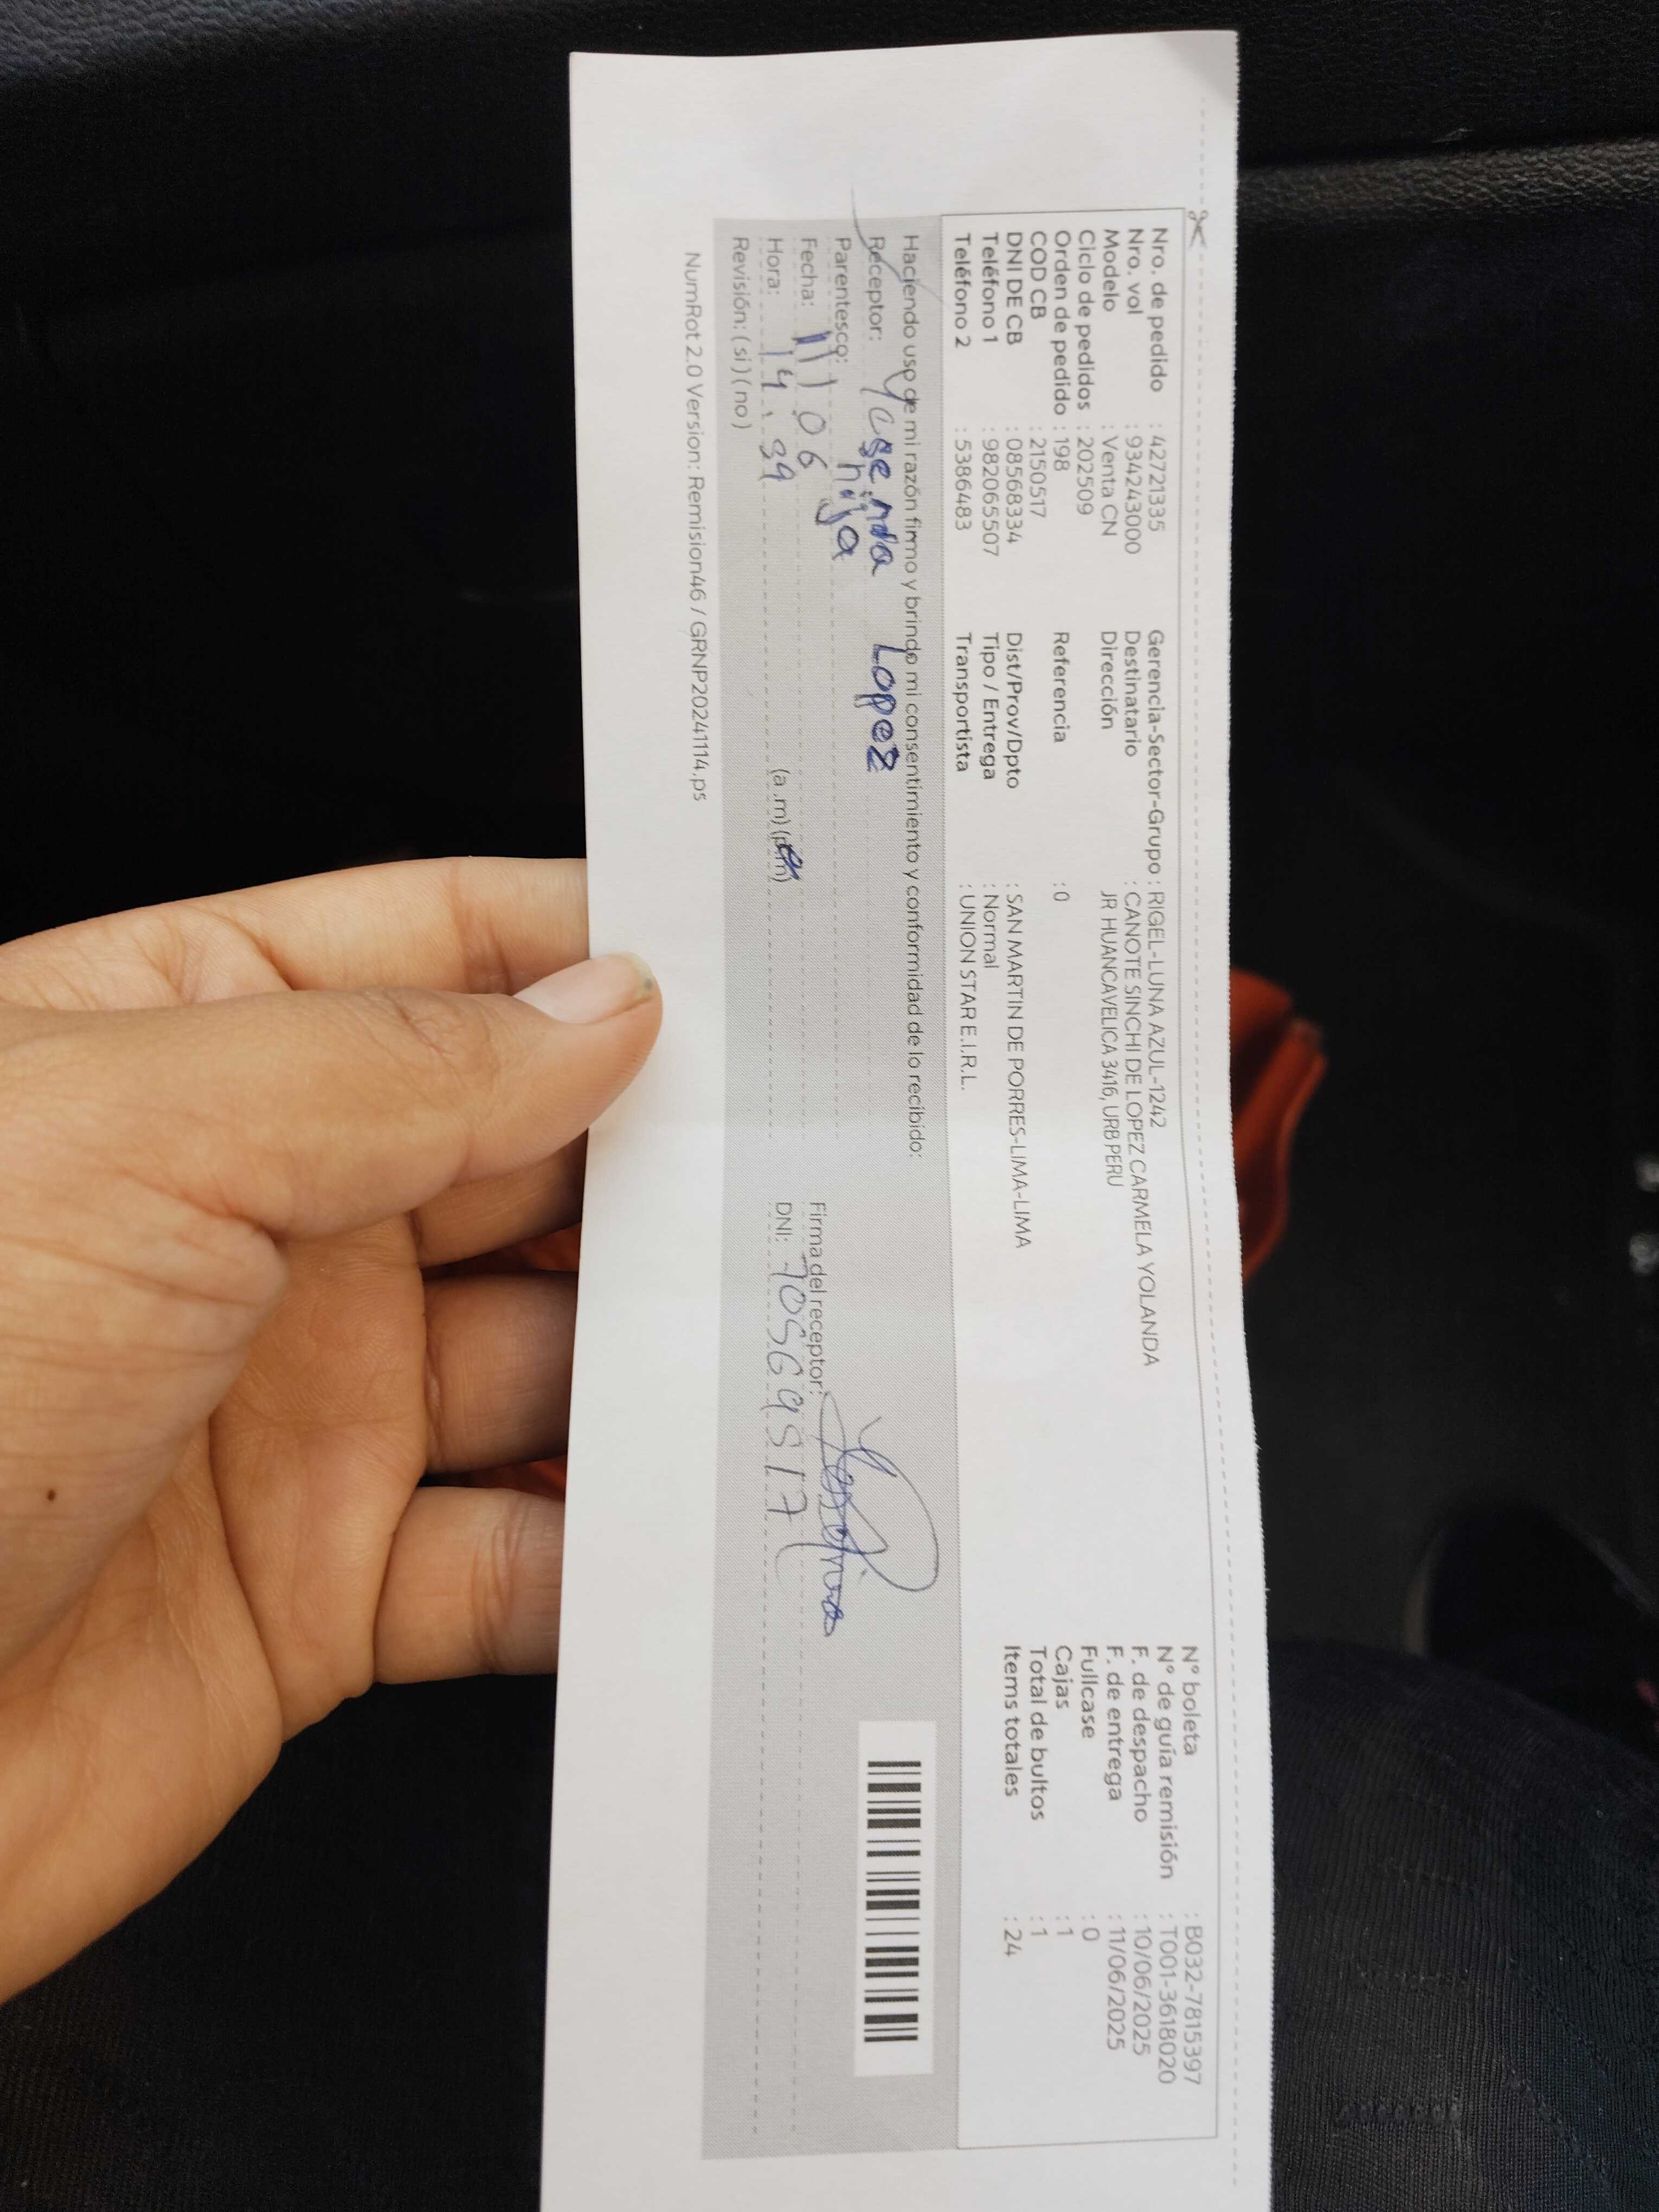 Nro. de pedido : 42721335
Nro. vol : 934243000
Modelo : Venta CN
Ciclo de pedidos : 202509
Orden de pedido : 198
COD CB : 2150517
DNI DE CB : 08568334
Teléfono 1 : 982065507
Teléfono 2 : 5386483
Gerencia-Sector-Grupo : RIGEL-LUNA AZUL-1242
Destinatario : CANOTE SINCHI DE LOPEZ CARMELA YOLANDA
Dirección JR HUANCAVELICA 3416, URB PERU
Referencia : 0
Dist/Prov/Dpto : SAN MARTIN DE PORRES-LIMA-LIMA
Tipo / Entrega : Normal
Transportista : UNION STAR E.I.R.L.
N° boleta : B032-7815397
N° de guía remisión : T001-3618020
F. de despacho : 10/06/2025
F. de entrega : 11/06/2025
Fullcase : 0
Cajas : 1
Total de bultos : 1
Items totales : 24
Haciendo uso de mi razón firmo y brindo mi consentimiento y conformidad de lo recibido:
Receptor: Lopez
Parentesco: hija
Fecha: 11/06
Hora: 14:39 (a.m) (p.m)
Revisión: (si) (no)
Firma del receptor:
DNI: 70569517
NumRot 2.0 Version: Remision46 / GRNP20241114.ps